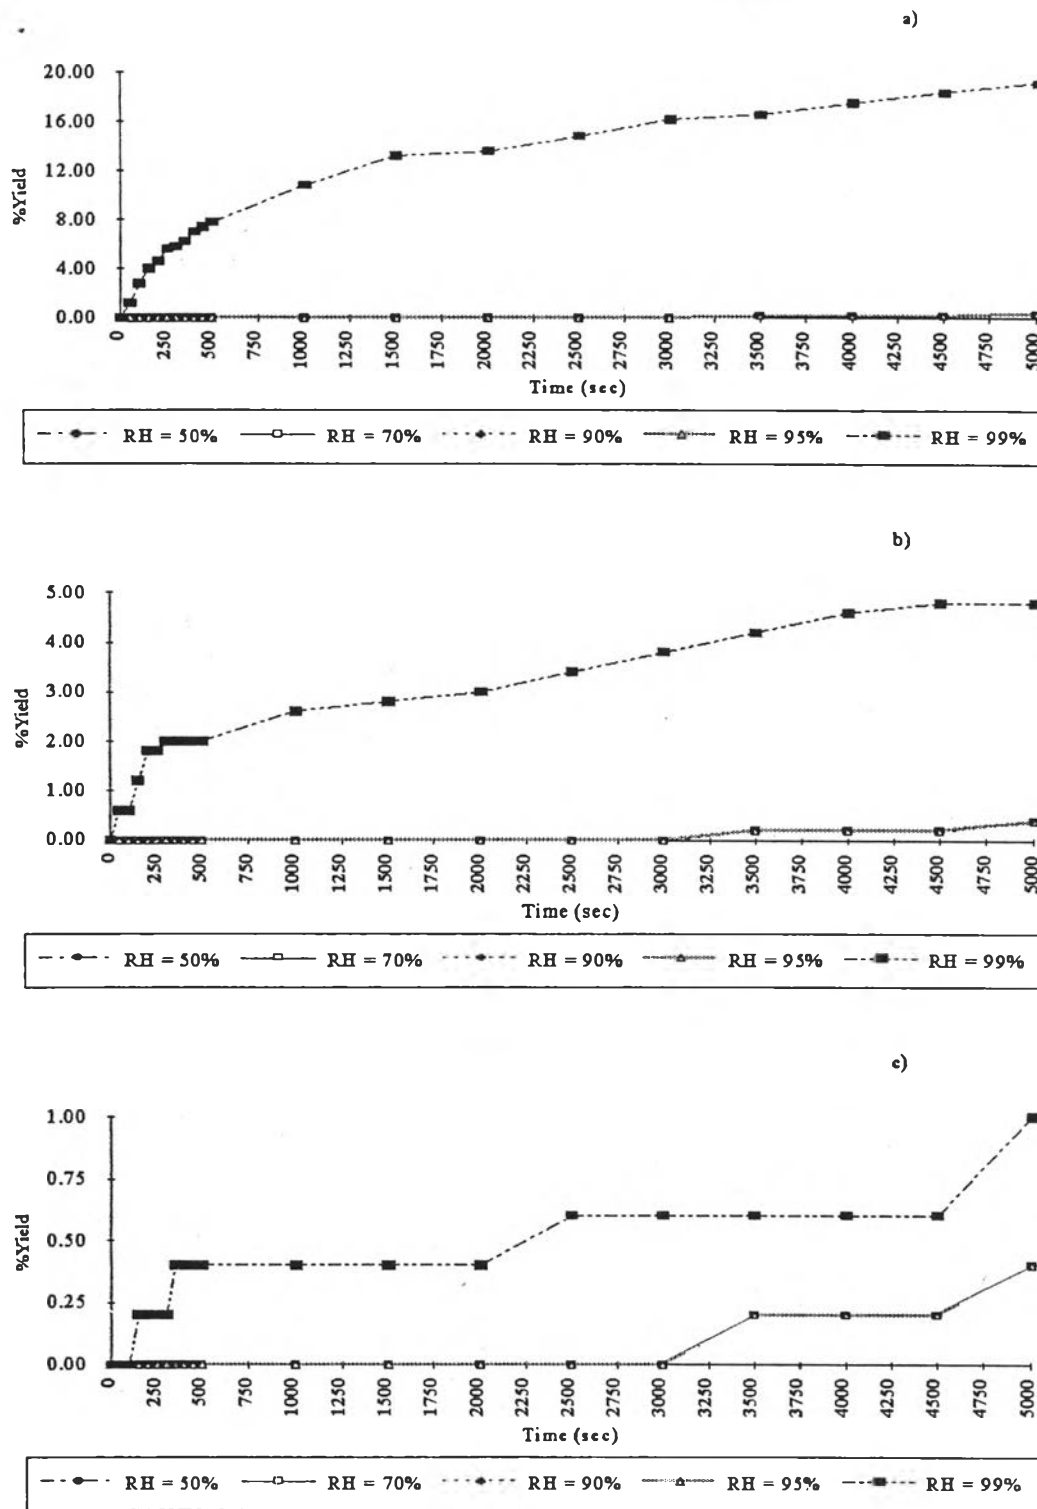 a)
20.00
16.00
12.00
8.00
4.00
0.00
%Yield
0 250 500 750 1000 1250 1500 1750 2000 2250 2500 2750 3000 3250 3500 3750 4000 4250 4500 4750 5000
Time (sec)
RH = 50% RH = 70% RH = 90% RH = 95% RH = 99%
b)
5.00
4.00
3.00
2.00
1.00
0.00
%Yield
0 250 500 750 1000 1250 1500 1750 2000 2250 2500 2750 3000 3250 3500 3750 4000 4250 4500 4750 5000
Time (sec)
RH = 50% RH = 70% RH = 90% RH = 95% RH = 99%
c)
1.00
0.75
0.50
0.25
0.00
%Yield
0 250 500 750 1000 1250 1500 1750 2000 2250 2500 2750 3000 3250 3500 3750 4000 4250 4500 4750 5000
Time (sec)
RH = 50% RH = 70% RH = 90% RH = 95% RH = 99%